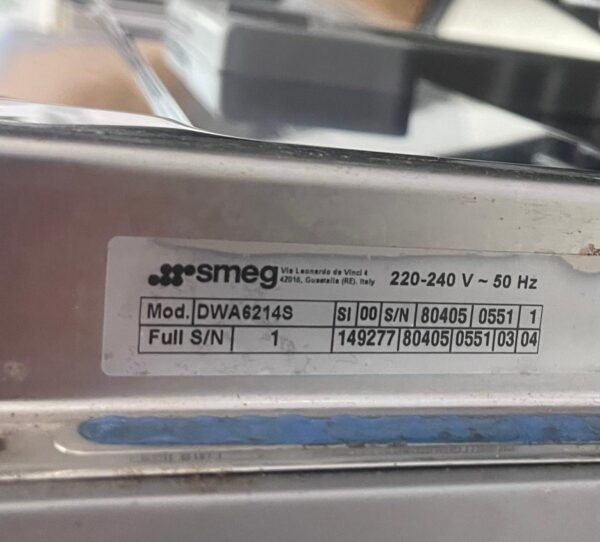 smeg
Via Leonardo da Vinci 4
42016, Guastalla (RE), Italy
220-240 V ~ 50 Hz
Mod. DWA6214S SI 00 S/N 80405 0551 1
Full S/N 1 149277 80405 0551 03 04